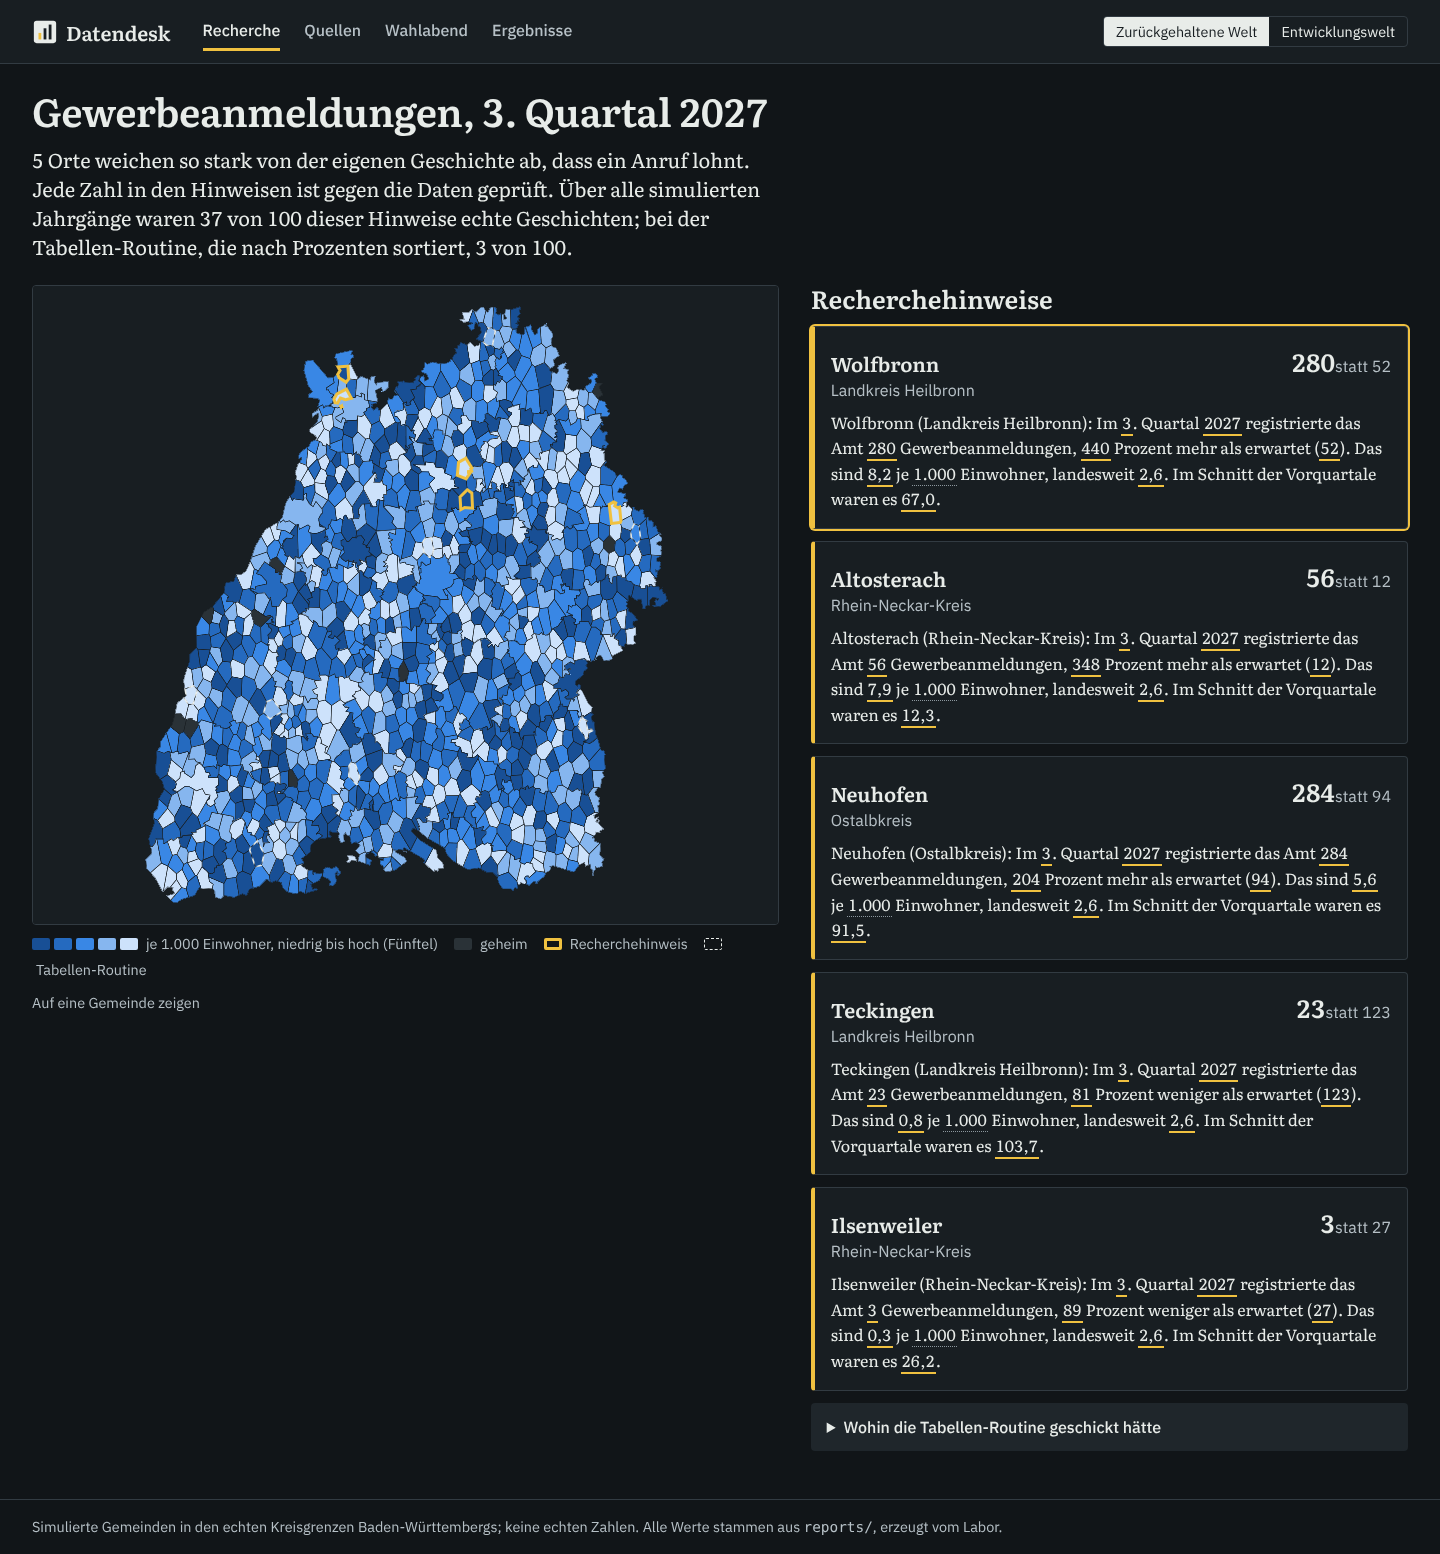 Datendesk
Recherche
Quellen
Wahlabend
Ergebnisse
Zurückgehaltene Welt
Entwicklungswelt
Gewerbeanmeldungen, 3. Quartal 2027
5 Orte weichen so stark von der eigenen Geschichte ab, dass ein Anruf lohnt.
Jede Zahl in den Hinweisen ist gegen die Daten geprüft. Über alle simulierten
Jahrgänge waren 37 von 100 dieser Hinweise echte Geschichten; bei der
Tabellen-Routine, die nach Prozenten sortiert, 3 von 100.
je 1.000 Einwohner, niedrig bis hoch (Fünftel)
geheim
Recherchehinweis
Tabellen-Routine
Auf eine Gemeinde zeigen
Recherchehinweise
Wolfbronn
280 statt 52
Landkreis Heilbronn
Wolfbronn (Landkreis Heilbronn): Im 3. Quartal 2027 registrierte das
Amt 280 Gewerbeanmeldungen, 440 Prozent mehr als erwartet (52). Das
sind 8,2 je 1.000 Einwohner, landesweit 2,6. Im Schnitt der Vorquartale
waren es 67,0.
Altosterach
56 statt 12
Rhein-Neckar-Kreis
Altosterach (Rhein-Neckar-Kreis): Im 3. Quartal 2027 registrierte das
Amt 56 Gewerbeanmeldungen, 348 Prozent mehr als erwartet (12). Das
sind 7,9 je 1.000 Einwohner, landesweit 2,6. Im Schnitt der Vorquartale
waren es 12,3.
Neuhofen
284 statt 94
Ostalbkreis
Neuhofen (Ostalbkreis): Im 3. Quartal 2027 registrierte das Amt 284
Gewerbeanmeldungen, 204 Prozent mehr als erwartet (94). Das sind 5,6
je 1.000 Einwohner, landesweit 2,6. Im Schnitt der Vorquartale waren es
91,5.
Teckingen
23 statt 123
Landkreis Heilbronn
Teckingen (Landkreis Heilbronn): Im 3. Quartal 2027 registrierte das
Amt 23 Gewerbeanmeldungen, 81 Prozent weniger als erwartet (123).
Das sind 0,8 je 1.000 Einwohner, landesweit 2,6. Im Schnitt der
Vorquartale waren es 103,7.
Ilsenweiler
3 statt 27
Rhein-Neckar-Kreis
Ilsenweiler (Rhein-Neckar-Kreis): Im 3. Quartal 2027 registrierte das
Amt 3 Gewerbeanmeldungen, 89 Prozent weniger als erwartet (27). Das
sind 0,3 je 1.000 Einwohner, landesweit 2,6. Im Schnitt der Vorquartale
waren es 26,2.
Wohin die Tabellen-Routine geschickt hätte
Simulierte Gemeinden in den echten Kreisgrenzen Baden-Württembergs; keine echten Zahlen. Alle Werte stammen aus reports/, erzeugt vom Labor.